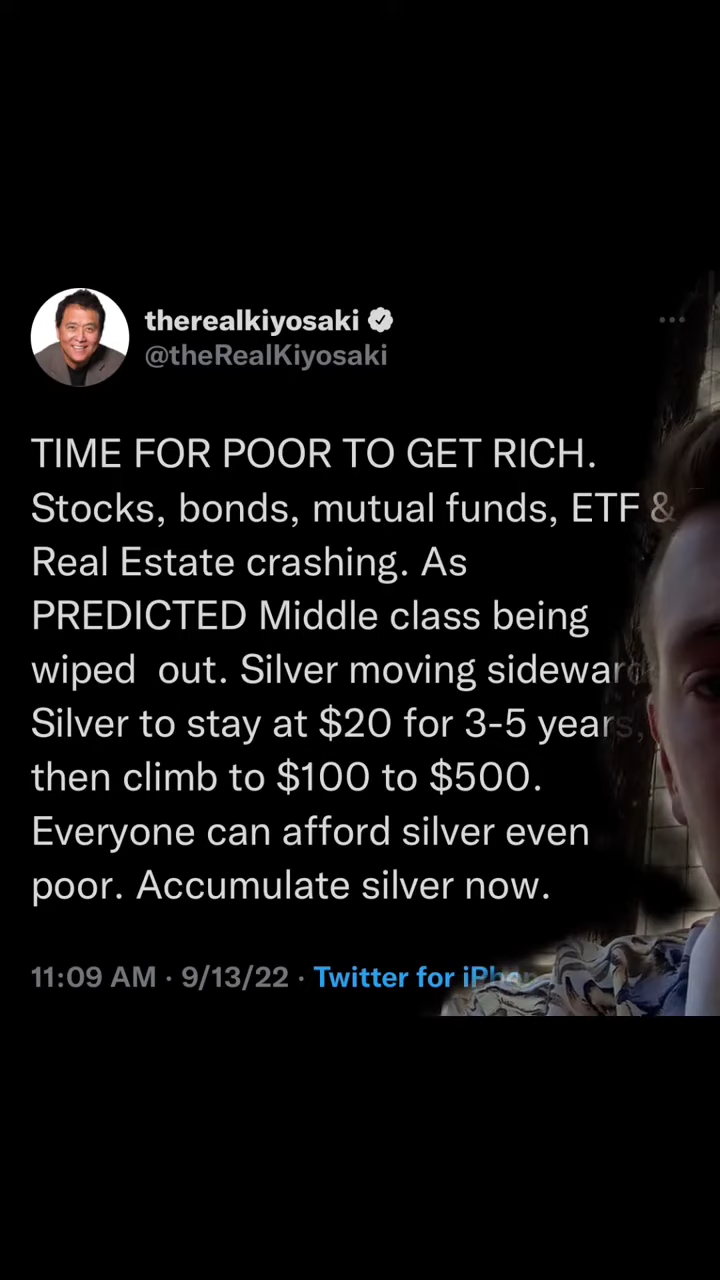 therealkiyosaki
@theRealKiyosaki
TIME FOR POOR TO GET RICH.
Stocks, bonds, mutual funds, ETF &
Real Estate crashing. As
PREDICTED Middle class being
wiped  out. Silver moving
Silver to stay at $20 for 3-5 years,
then climb to $100 to $500.
Everyone can afford silver even
poor. Accumulate silver now.
11:09 AM · 9/13/22 · Twitter for